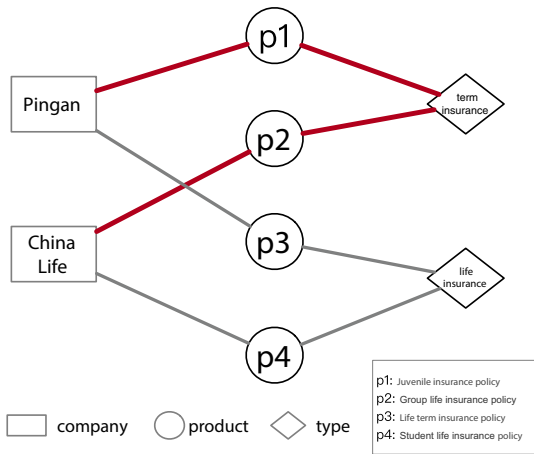 p1
Pingan
term
insurance
p2
China
Life
p3
life
insurance
p4
p1: Juvenile insurance policy
p2: Group life insurance policy
p3: Life term insurance policy
p4: Student life insurance policy
company
product
type